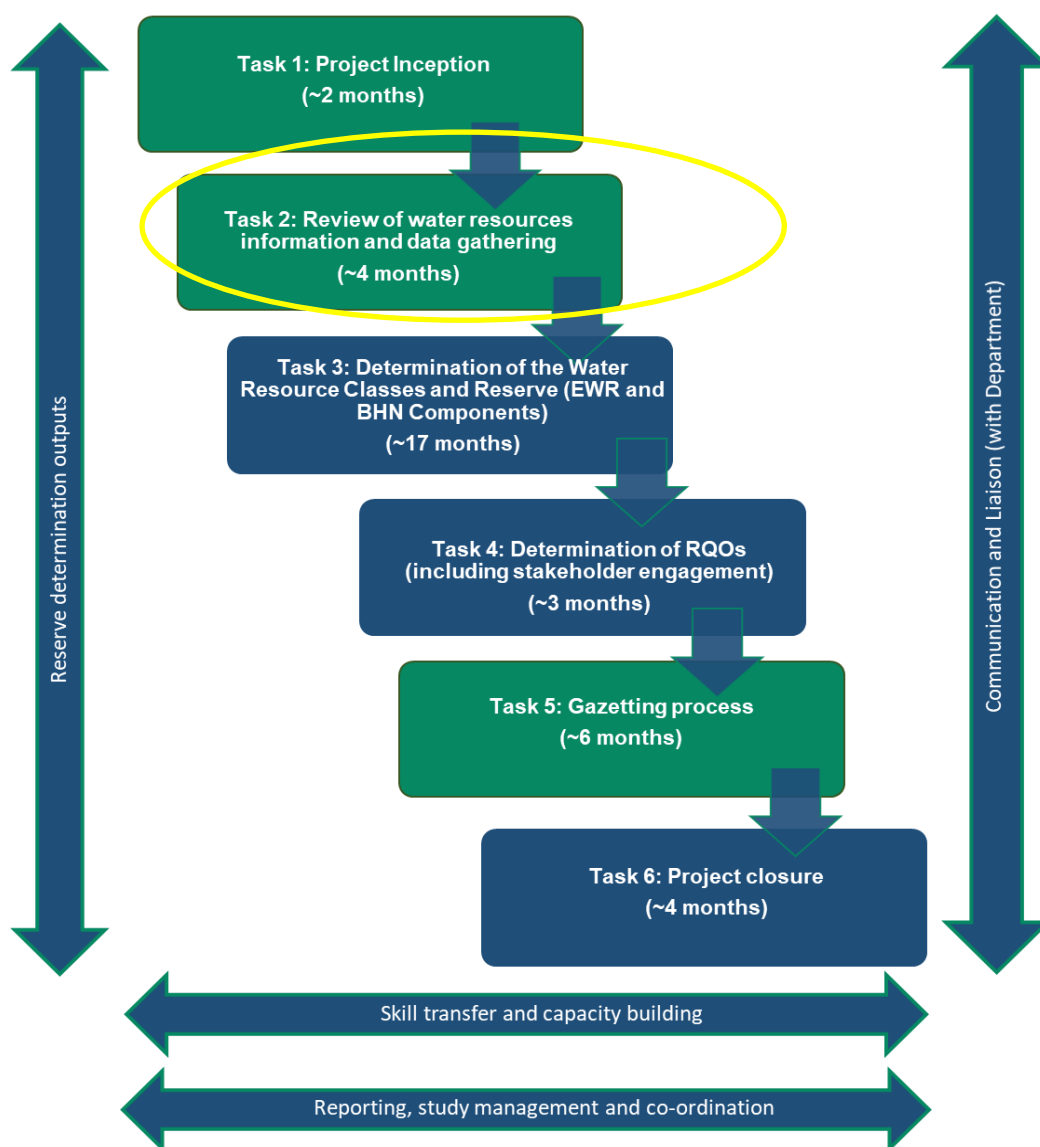 Task 1: Project Inception
(~2 months)
Task 2: Review of water resources
information and data gathering
(~4 months)
Task 3: Determination of the Water
Resource Classes and Reserve (EWR and
BHN Components)
(~17 months)
Task 4: Determination of RQOs
(including stakeholder engagement)
(~3 months)
Task 5: Gazetting process
(~6 months)
Task 6: Project closure
(~4 months)
Reserve determination outputs
Communication and Liaison (with Department)
Skill transfer and capacity building
Reporting, study management and co-ordination